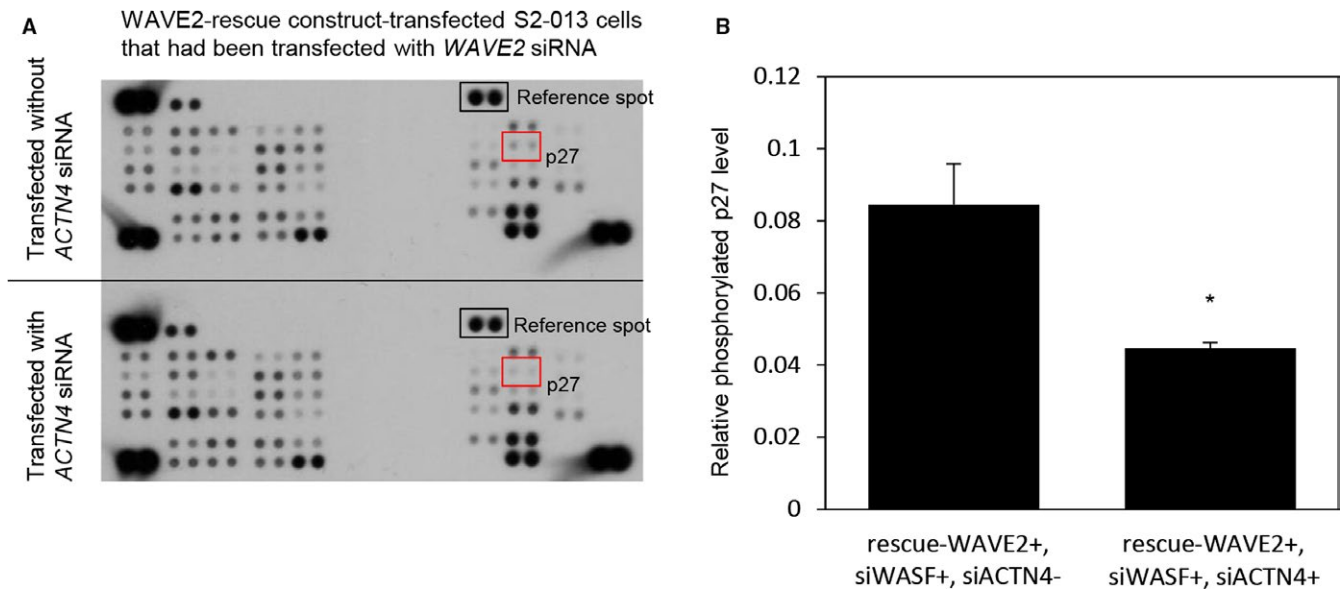 A
WAVE2-rescue construct-transfected S2-013 cells
that had been transfected with WAVE2 siRNA
Transfected without
ACTN4 siRNA
Reference spot
p27
Transfected with
ACTN4 siRNA
Reference spot
p27
B
Relative phosphorylated p27 level
0.12
0.1
0.08
0.06
0.04
0.02
0
*
rescue-WAVE2+,
siWASF+, siACTN4-
rescue-WAVE2+,
siWASF+, siACTN4+